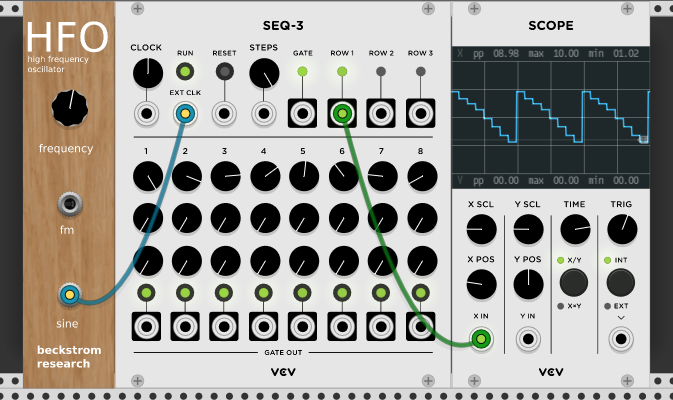 HFO
high frequency
oscillator
frequency
fm
sine
beckstrom
research
SEQ-3
CLOCK
RUN
RESET
STEPS
GATE
ROW 1
ROW 2
ROW 3
EXT CLK
1 2 3 4 5 6 7 8
GATE OUT
VCV
SCOPE
X pp 08.98 max 10.00 min 01.02
Y pp 00.00 max 00.00 min 00.00
X SCL
Y SCL
TIME
TRIG
X/Y
INT
X POS
Y POS
X×Y
EXT
X IN
Y IN
VCV